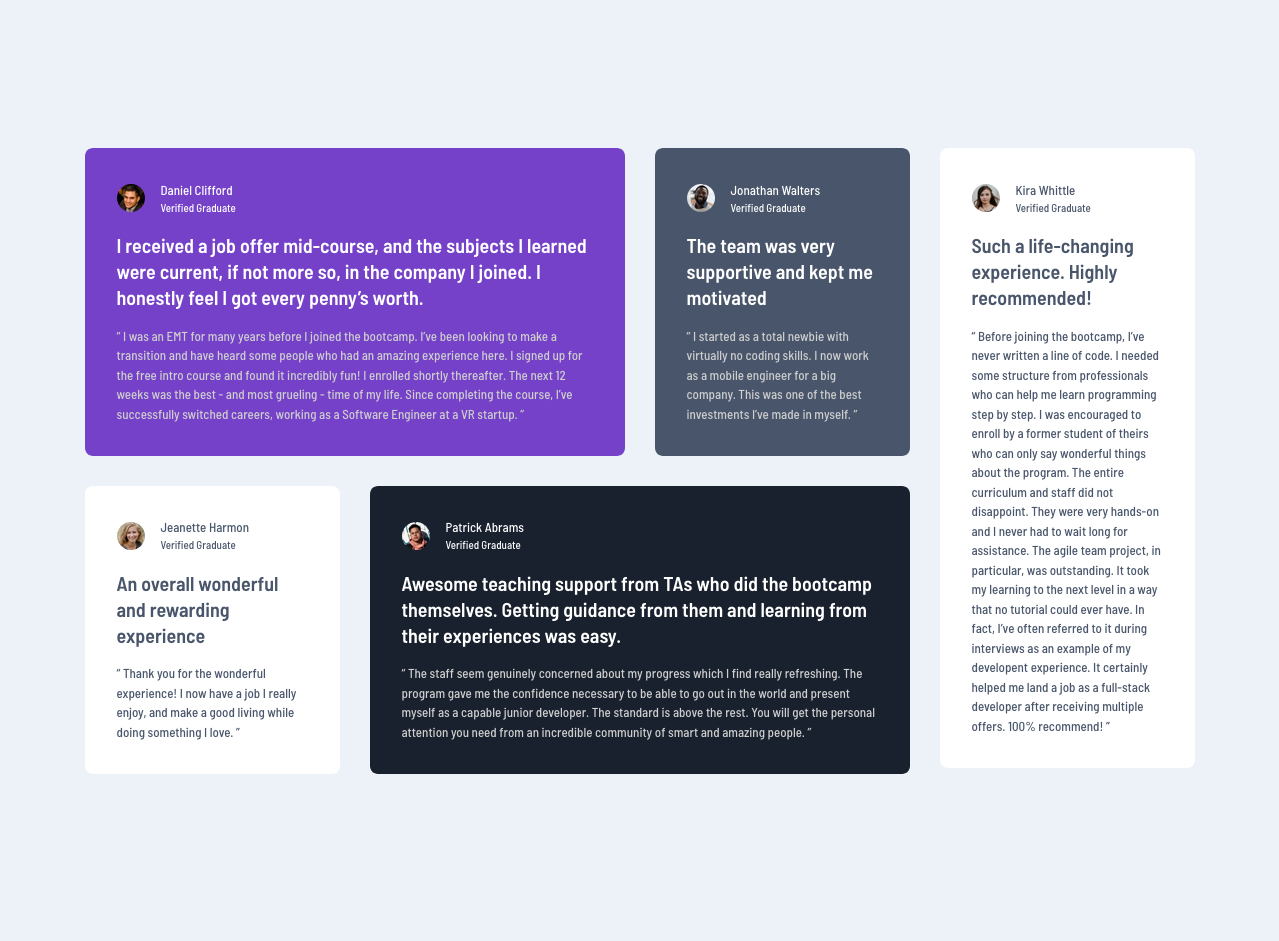 Daniel Clifford
Verified Graduate
I received a job offer mid-course, and the subjects I learned
were current, if not more so, in the company I joined. I
honestly feel I got every penny’s worth.
“ I was an EMT for many years before I joined the bootcamp. I’ve been looking to make a
transition and have heard some people who had an amazing experience here. I signed up for
the free intro course and found it incredibly fun! I enrolled shortly thereafter. The next 12
weeks was the best - and most grueling - time of my life. Since completing the course, I’ve
successfully switched careers, working as a Software Engineer at a VR startup. ”
Jonathan Walters
Verified Graduate
The team was very
supportive and kept me
motivated
“ I started as a total newbie with
virtually no coding skills. I now work
as a mobile engineer for a big
company. This was one of the best
investments I’ve made in myself. ”
Kira Whittle
Verified Graduate
Such a life-changing
experience. Highly
recommended!
“ Before joining the bootcamp, I’ve
never written a line of code. I needed
some structure from professionals
who can help me learn programming
step by step. I was encouraged to
enroll by a former student of theirs
who can only say wonderful things
about the program. The entire
curriculum and staff did not
disappoint. They were very hands-on
and I never had to wait long for
assistance. The agile team project, in
particular, was outstanding. It took
my learning to the next level in a way
that no tutorial could ever have. In
fact, I’ve often referred to it during
interviews as an example of my
developent experience. It certainly
helped me land a job as a full-stack
developer after receiving multiple
offers. 100% recommend! ”
Jeanette Harmon
Verified Graduate
An overall wonderful
and rewarding
experience
“ Thank you for the wonderful
experience! I now have a job I really
enjoy, and make a good living while
doing something I love. ”
Patrick Abrams
Verified Graduate
Awesome teaching support from TAs who did the bootcamp
themselves. Getting guidance from them and learning from
their experiences was easy.
“ The staff seem genuinely concerned about my progress which I find really refreshing. The
program gave me the confidence necessary to be able to go out in the world and present
myself as a capable junior developer. The standard is above the rest. You will get the personal
attention you need from an incredible community of smart and amazing people. ”